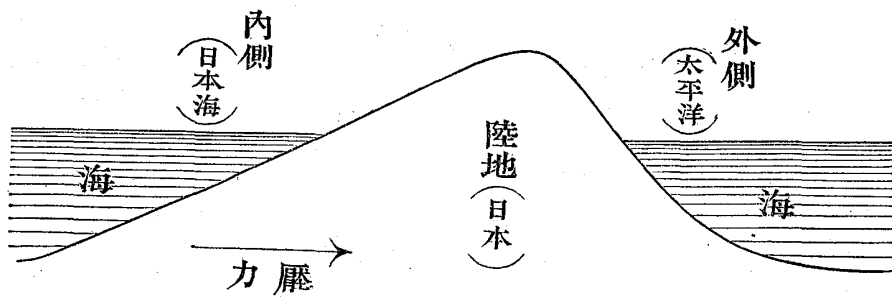 外側
（太平洋）
內側
（日本海）
陸地
（日本）
海
海
力壓